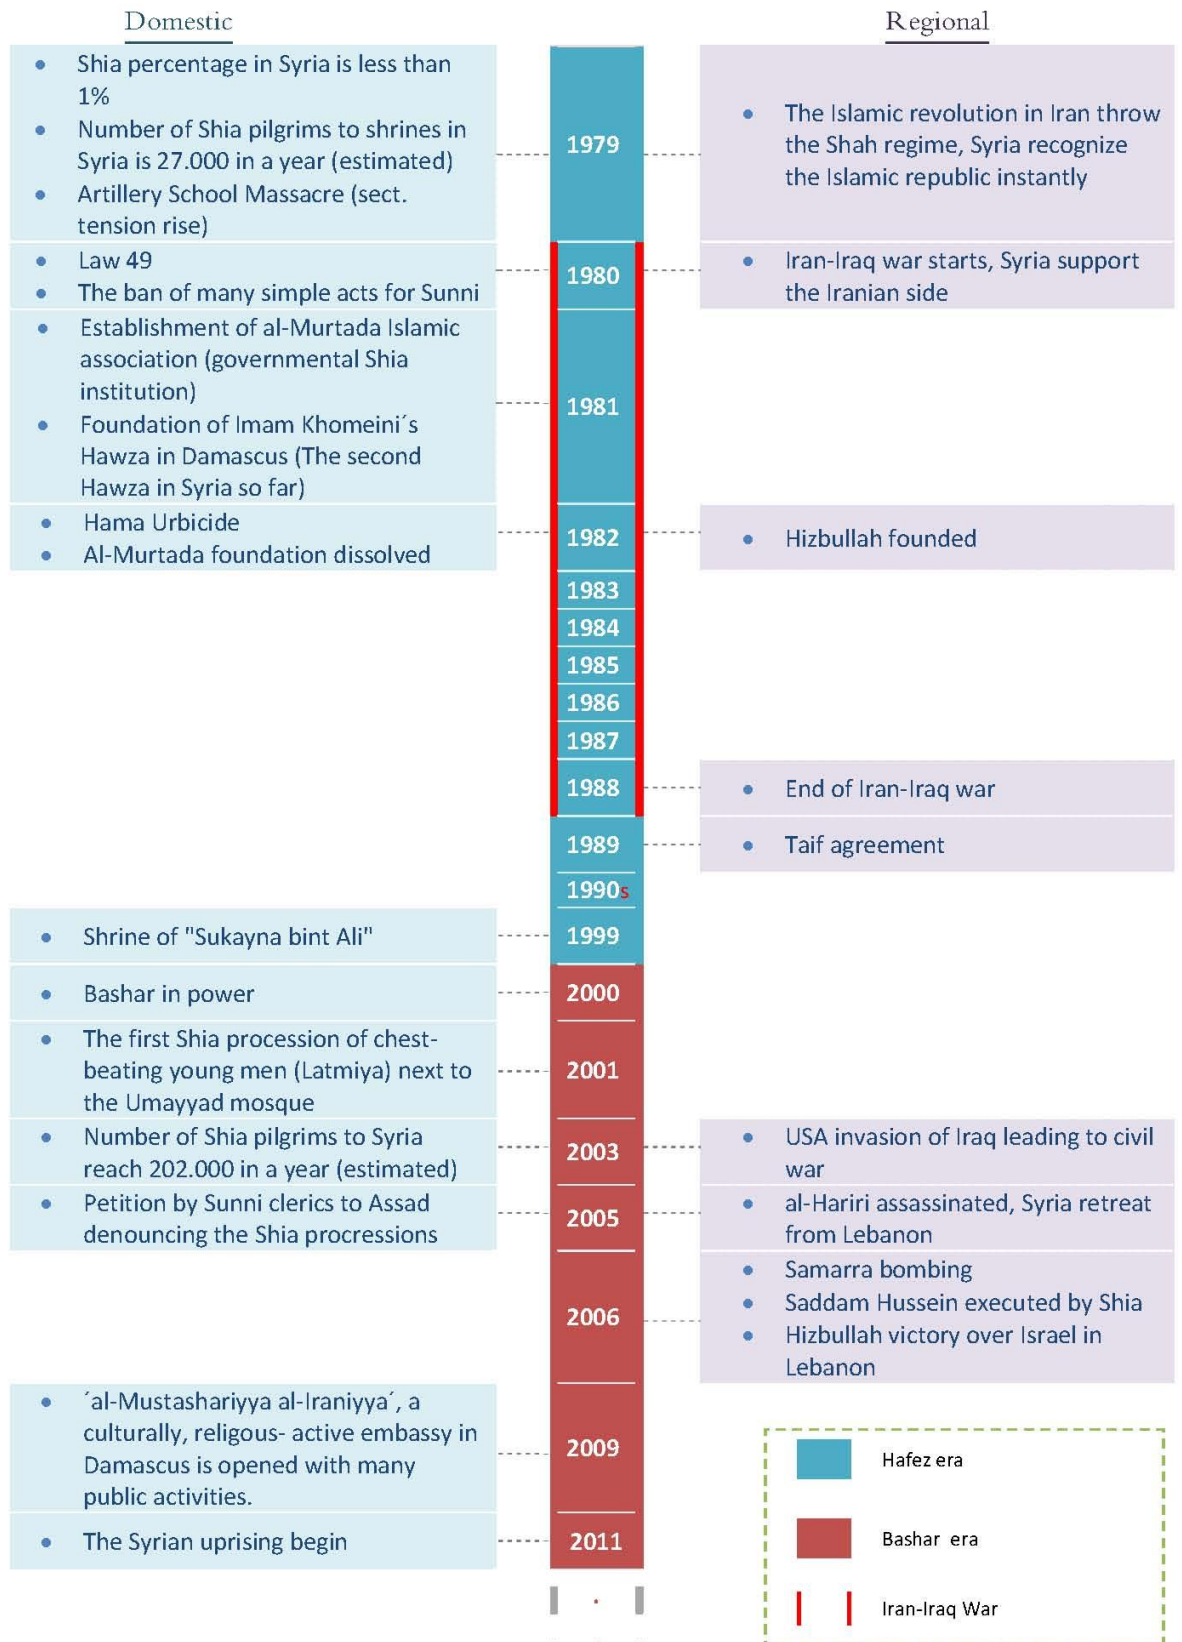 Domestic
Regional
• Shia percentage in Syria is less than
1%
• Number of Shia pilgrims to shrines in
Syria is 27.000 in a year (estimated)
• Artillery School Massacre (sect.
tension rise)
1979
• The Islamic revolution in Iran throw
the Shah regime, Syria recognize
the Islamic republic instantly
• Law 49
• The ban of many simple acts for Sunni
1980
• Iran-Iraq war starts, Syria support
the Iranian side
• Establishment of al-Murtada Islamic
association (governmental Shia
institution)
• Foundation of Imam Khomeini´s
Hawza in Damascus (The second
Hawza in Syria so far)
1981
• Hama Urbicide
• Al-Murtada foundation dissolved
1982
• Hizbullah founded
1983
1984
1985
1986
1987
1988
• End of Iran-Iraq war
1989
• Taif agreement
1990s
• Shrine of "Sukayna bint Ali"
1999
• Bashar in power
2000
• The first Shia procession of chest-
beating young men (Latmiya) next to
the Umayyad mosque
2001
• Number of Shia pilgrims to Syria
reach 202.000 in a year (estimated)
2003
• USA invasion of Iraq leading to civil
war
• Petition by Sunni clerics to Assad
denouncing the Shia procressions
2005
• al-Hariri assassinated, Syria retreat
from Lebanon
2006
• Samarra bombing
• Saddam Hussein executed by Shia
• Hizbullah victory over Israel in
Lebanon
• ´al-Mustashariyya al-Iraniyya´, a
culturally, religous- active embassy in
Damascus is opened with many
public activities.
2009
• The Syrian uprising begin
2011
Hafez era
Bashar era
Iran-Iraq War